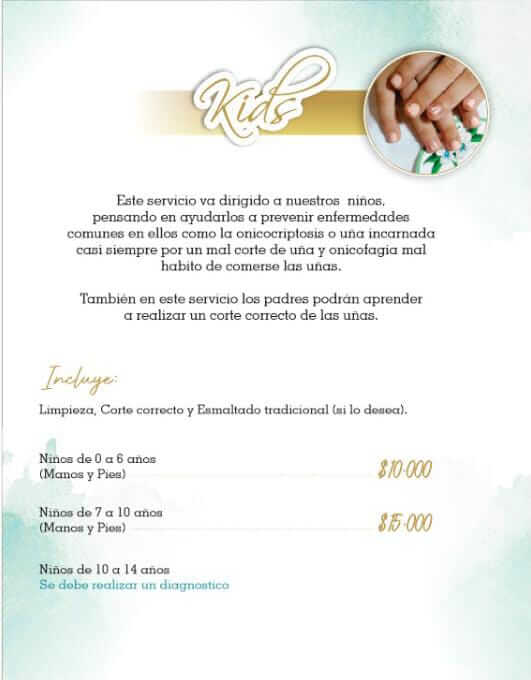 Kids
Este servicio va dirigido a nuestros niños,
pensando en ayudarlos a prevenir enfermedades
comunes en ellos como la onicocriptosis o uña incarnada
casi siempre por un mal corte de uña y onicofagia mal
habito de comerse las uñas.
También en este servicio los padres podrán aprender
a realizar un corte correcto de las uñas.
Incluye:
Limpieza, Corte correcto y Esmaltado tradicional (si lo desea).
Niños de 0 a 6 años
(Manos y Pies) $10.000
Niños de 7 a 10 años
(Manos y Pies) $15.000
Niños de 10 a 14 años
Se debe realizar un diagnostico